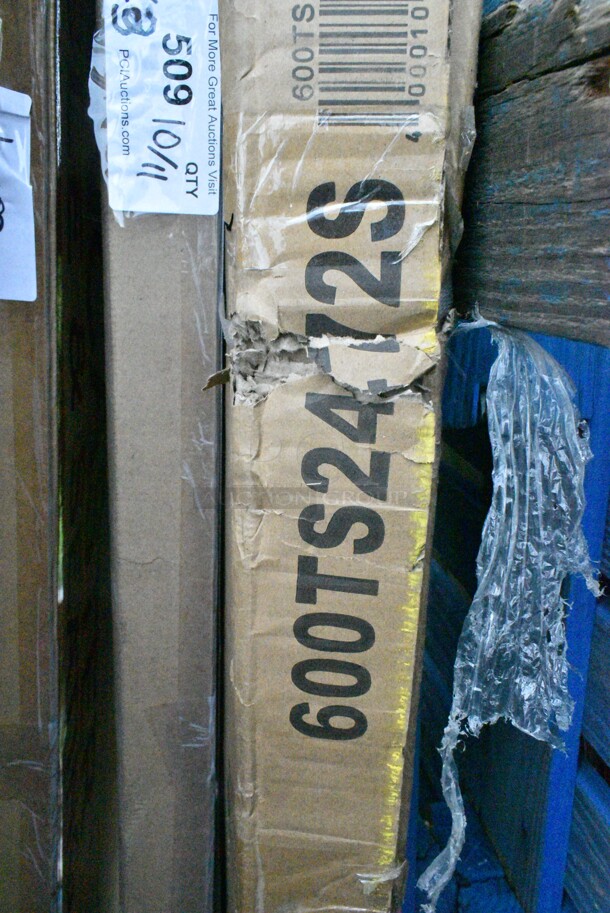 For More Great Auctions Visit
PCIAuctions.com
509
QTY
10/11
600TS
600TS2472S